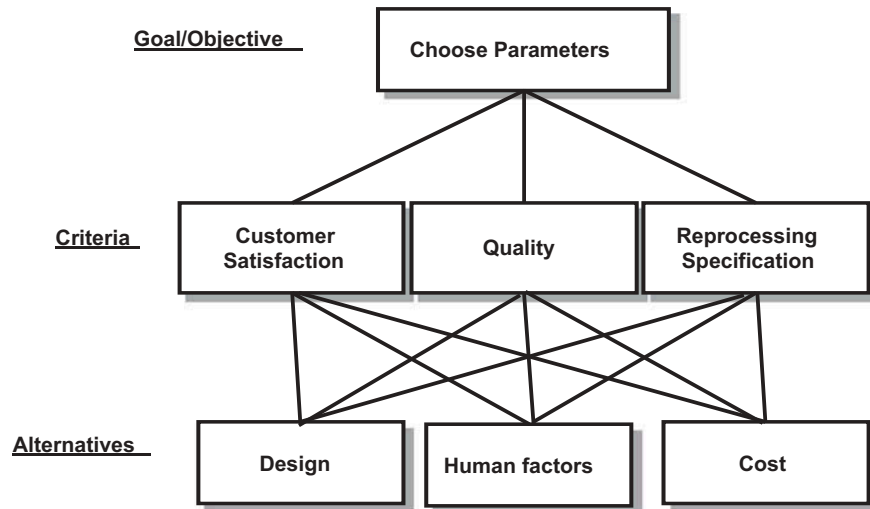 Goal/Objective
Choose Parameters
Criteria
Customer
Satisfaction
Quality
Reprocessing
Specification
Alternatives
Design
Human factors
Cost